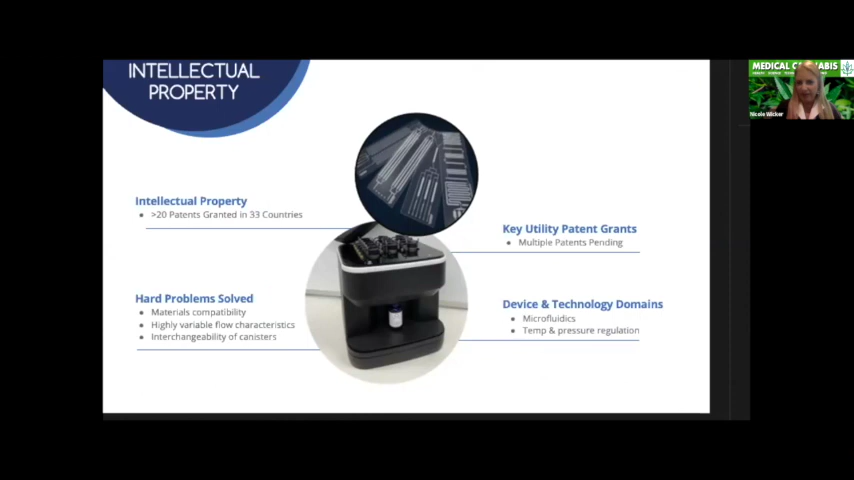 INTELLECTUAL
PROPERTY
Intellectual Property
>20 Patents Granted in 33 Countries
Hard Problems Solved
Materials compatibility
Highly variable flow characteristics
Interchangeability of canisters
Key Utility Patent Grants
Multiple Patents Pending
Device & Technology Domains
Microfluidics
Temp & pressure regulation
MEDICAL CANNABIS
Nicole Wicker